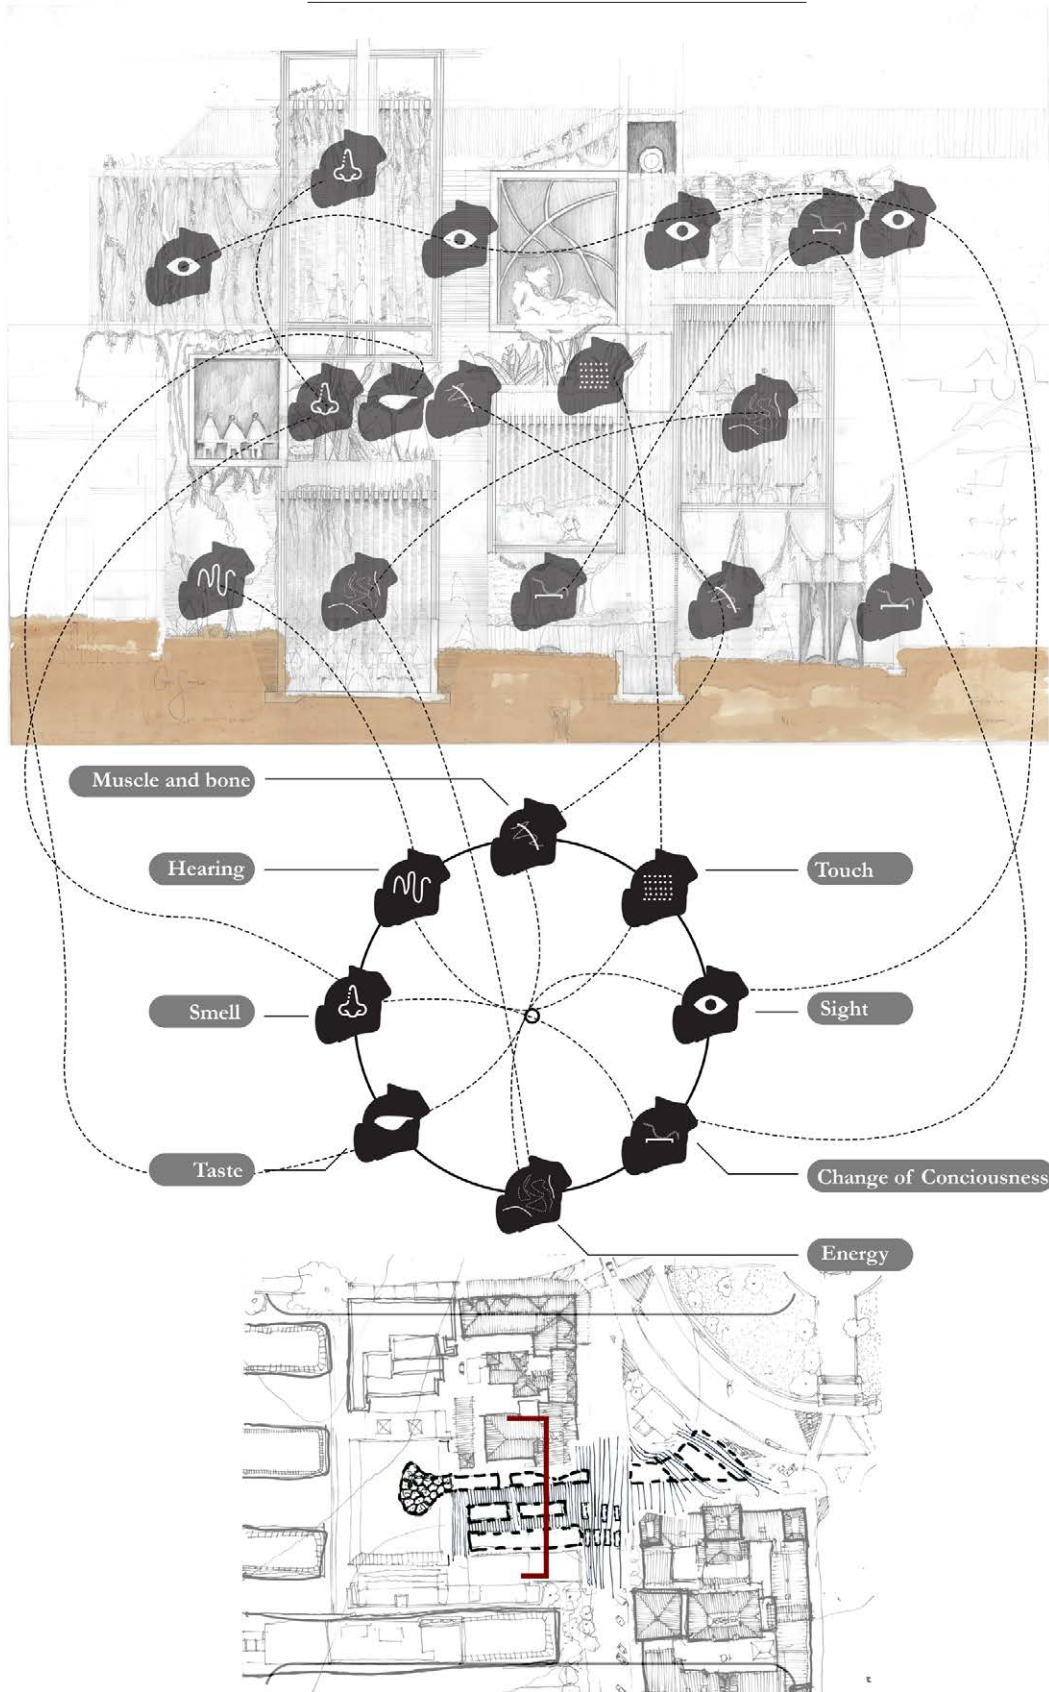 Muscle and bone
Hearing
Touch
Smell
Sight
Taste
Change of Conciousness
Energy